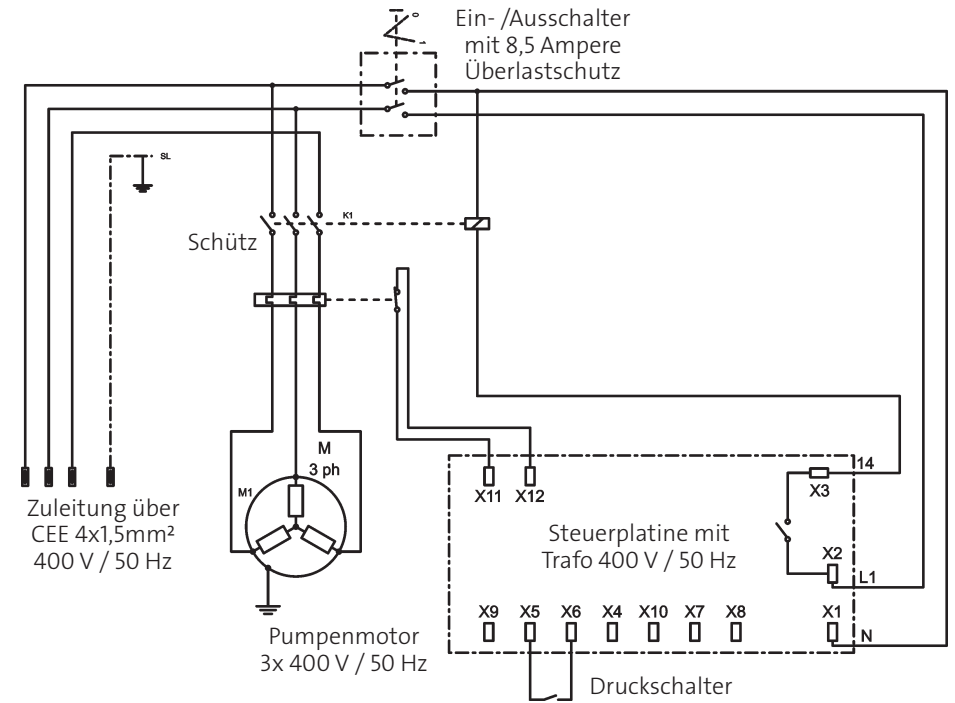 Ein- /Ausschalter
mit 8,5 Ampere
Überlastschutz
SL
K1
Schütz
M
3 ph
M1
14
X3
X11 X12
Zuleitung über
CEE 4x1,5mm²
400 V / 50 Hz
Steuerplatine mit
Trafo 400 V / 50 Hz
X2
L1
X9 X5 X6 X4 X10 X7 X8 X1
N
Pumpenmotor
3x 400 V / 50 Hz
Druckschalter